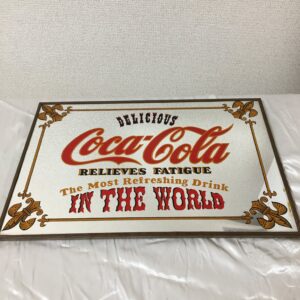 DELICIOUS
Coca-Cola
RELIEVES FATIGUE
The Most Refreshing Drink
IN THE WORLD